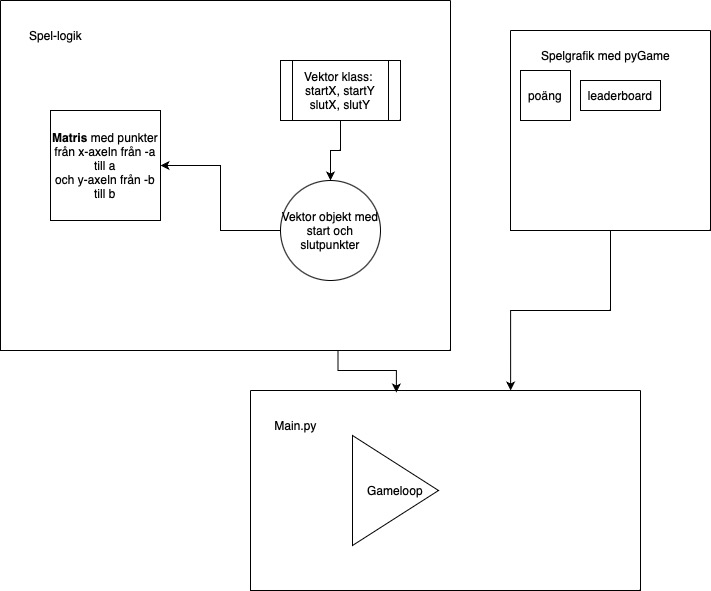 Spel-logik
Vektor klass:
startX, startY
slutX, slutY
Matris med punkter
från x-axeln från -a
till a
och y-axeln från -b
till b
Vektor objekt med
start och
slutpunkter
Spelgrafik med pyGame
poäng
leaderboard
Main.py
Gameloop